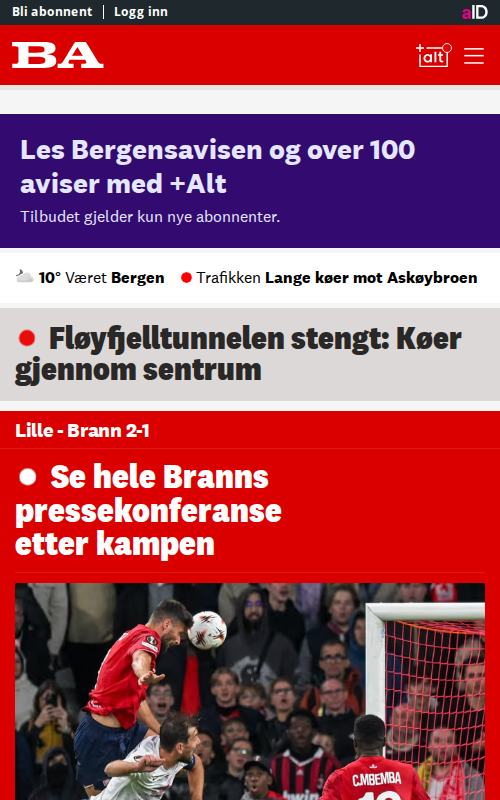 Bli abonnent | Logg inn
aID
BA
+alt
Les Bergensavisen og over 100
aviser med +Alt
Tilbudet gjelder kun nye abonnenter.
10° Været Bergen Trafikken Lange køer mot Askøybroen
Fløyfjelltunnelen stengt: Køer
gjennom sentrum
Lille - Brann 2-1
Se hele Branns
pressekonferanse
etter kampen
C.MBEMBA